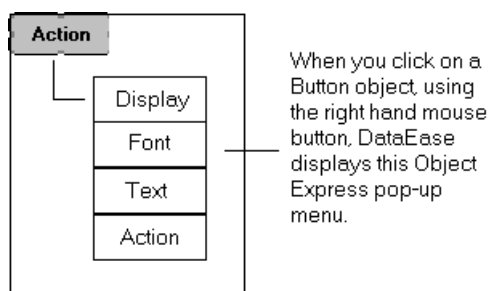 Action
Display
Font
Text
Action
When you click on a
Button object, using
the right hand mouse
button, DataEase
displays this Object
Express pop-up
menu.